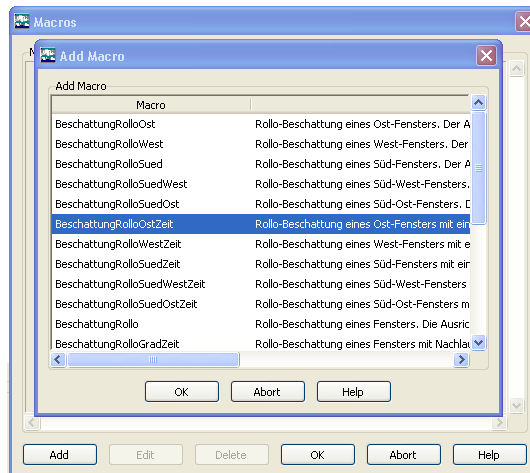 Macros
Add Macro
Add Macro
Macro
BeschattungRolloOst Rollo-Beschattung eines Ost-Fensters. Der A
BeschattungRolloWest Rollo-Beschattung eines West-Fensters. Der
BeschattungRolloSued Rollo-Beschattung eines Süd-Fensters. Der A
BeschattungRolloSuedWest Rollo-Beschattung eines Süd-West-Fensters.
BeschattungRolloSuedOst Rollo-Beschattung eines Süd-Ost-Fensters. D
BeschattungRolloOstZeit Rollo-Beschattung eines Ost-Fensters mit ein
BeschattungRolloWestZeit Rollo-Beschattung eines West-Fensters mit e
BeschattungRolloSuedZeit Rollo-Beschattung eines Süd-Fensters mit ein
BeschattungRolloSuedWestZeit Rollo-Beschattung eines Süd-West-Fensters
BeschattungRolloSuedOstZeit Rollo-Beschattung eines Süd-Ost-Fensters m
BeschattungRollo Rollo-Beschattung eines Fensters. Die Ausric
BeschattungRolloGradZeit Rollo-Beschattung eines Fensters mit Nachlau
OK Abort Help
Add Edit Delete OK Abort Help